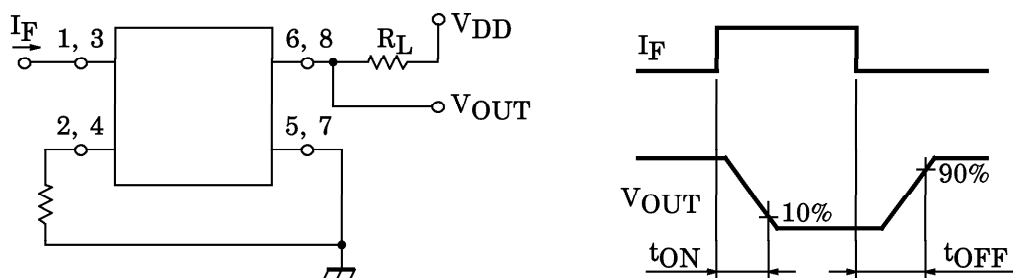 IF
1, 3
6, 8
RL
VDD
VOUT
2, 4
5, 7
IF
VOUT
10%
90%
tON
tOFF